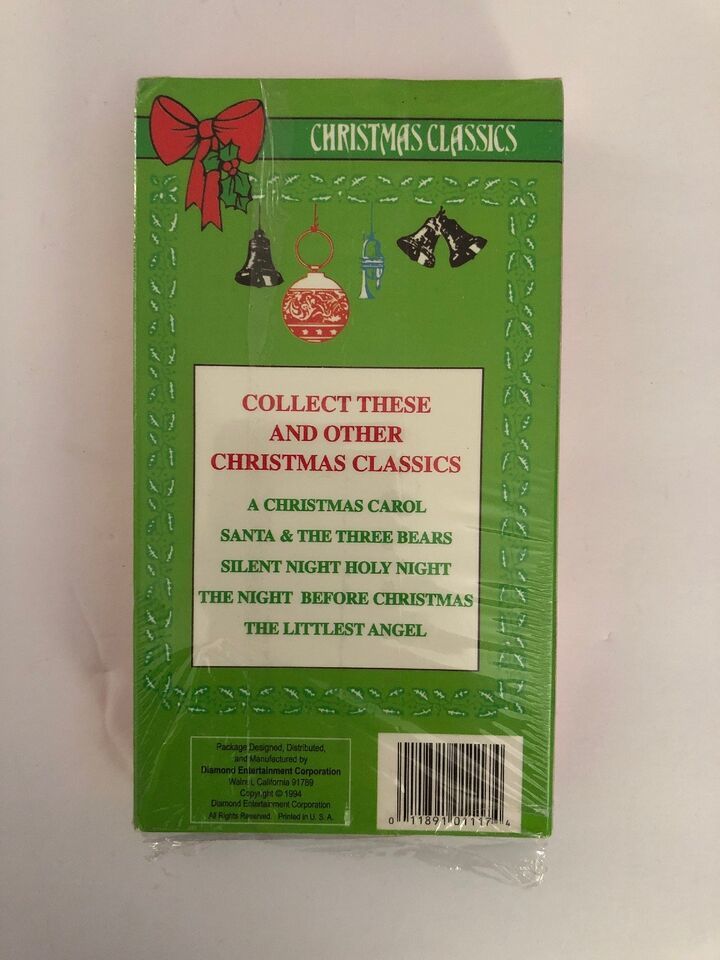 CHRISTMAS CLASSICS
COLLECT THESE
AND OTHER
CHRISTMAS CLASSICS
A CHRISTMAS CAROL
SANTA & THE THREE BEARS
SILENT NIGHT HOLY NIGHT
THE NIGHT BEFORE CHRISTMAS
THE LITTLEST ANGEL
Package Designed, Distributed,
and Manufactured by
Diamond Entertainment Corporation
Walnut, California 91789
Copyright © 1994
Diamond Entertainment Corporation
All Rights Reserved Printed in U. S. A.
0 11891 01117 4